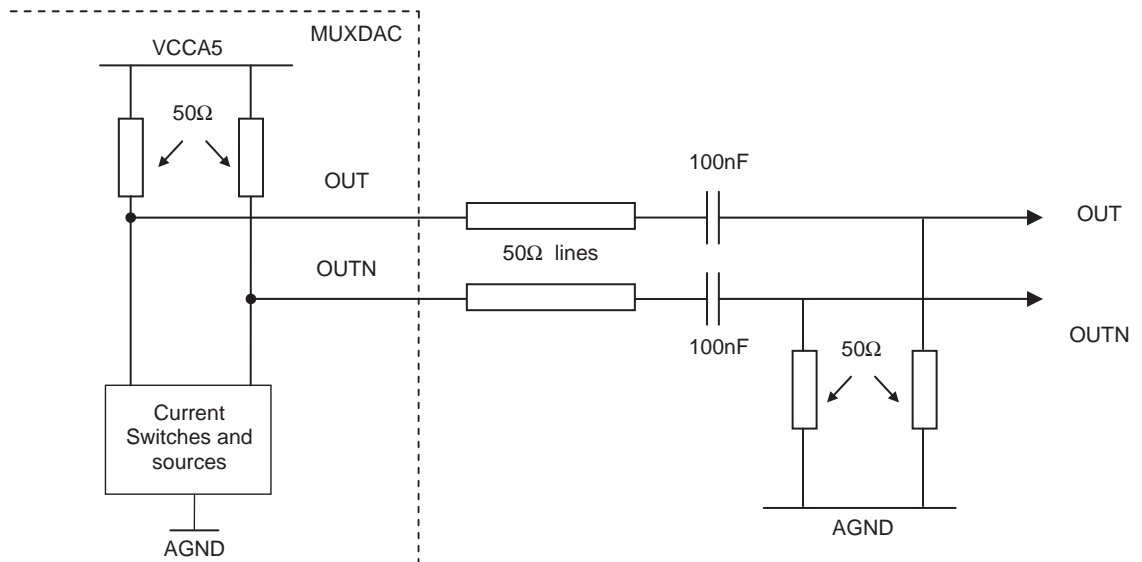 MUXDAC
VCCA5
50Ω
100nF
OUT
OUT
50Ω lines
OUTN
OUTN
100nF
50Ω
Current
Switches and
sources
AGND
AGND